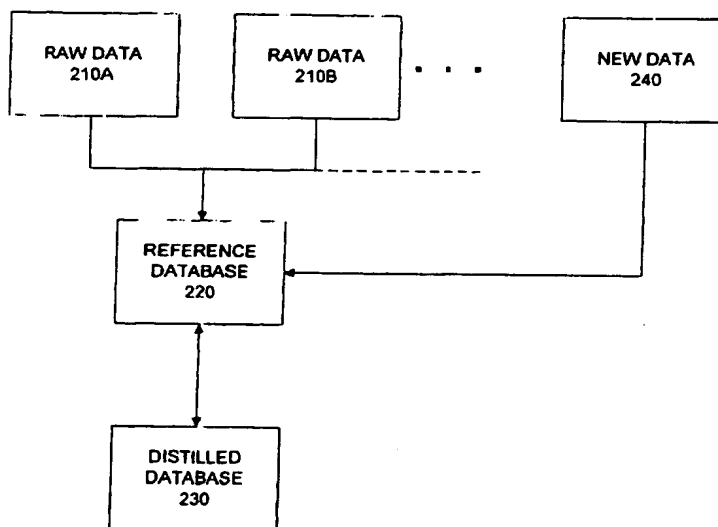 RAW DATA
210A
RAW DATA
210B
. . .
NEW DATA
240
REFERENCE
DATABASE
220
DISTILLED
DATABASE
230